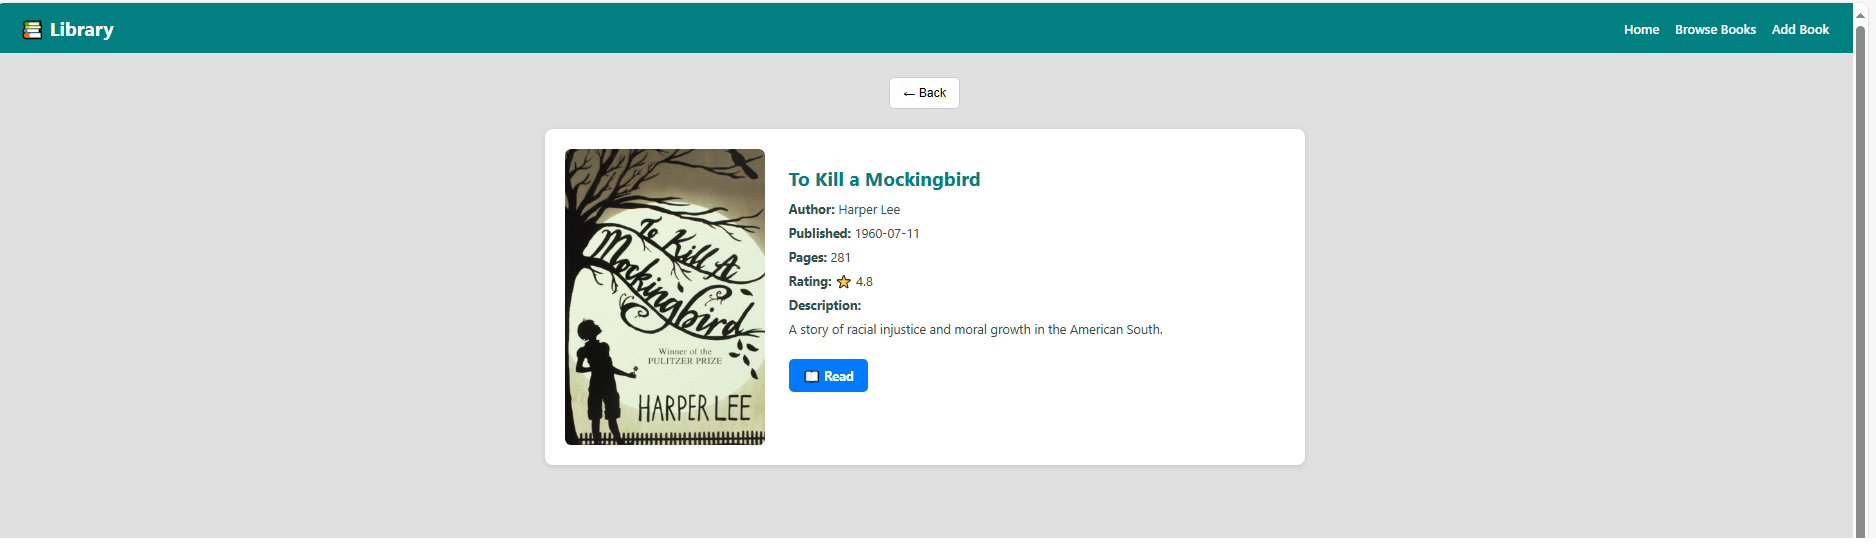 📚 Library
Home Browse Books Add Book
← Back
To Kill A
Mockingbird
Winner of the
PULITZER PRIZE
HARPER LEE
To Kill a Mockingbird
Author: Harper Lee
Published: 1960-07-11
Pages: 281
Rating: ⭐ 4.8
Description:
A story of racial injustice and moral growth in the American South.
📖 Read